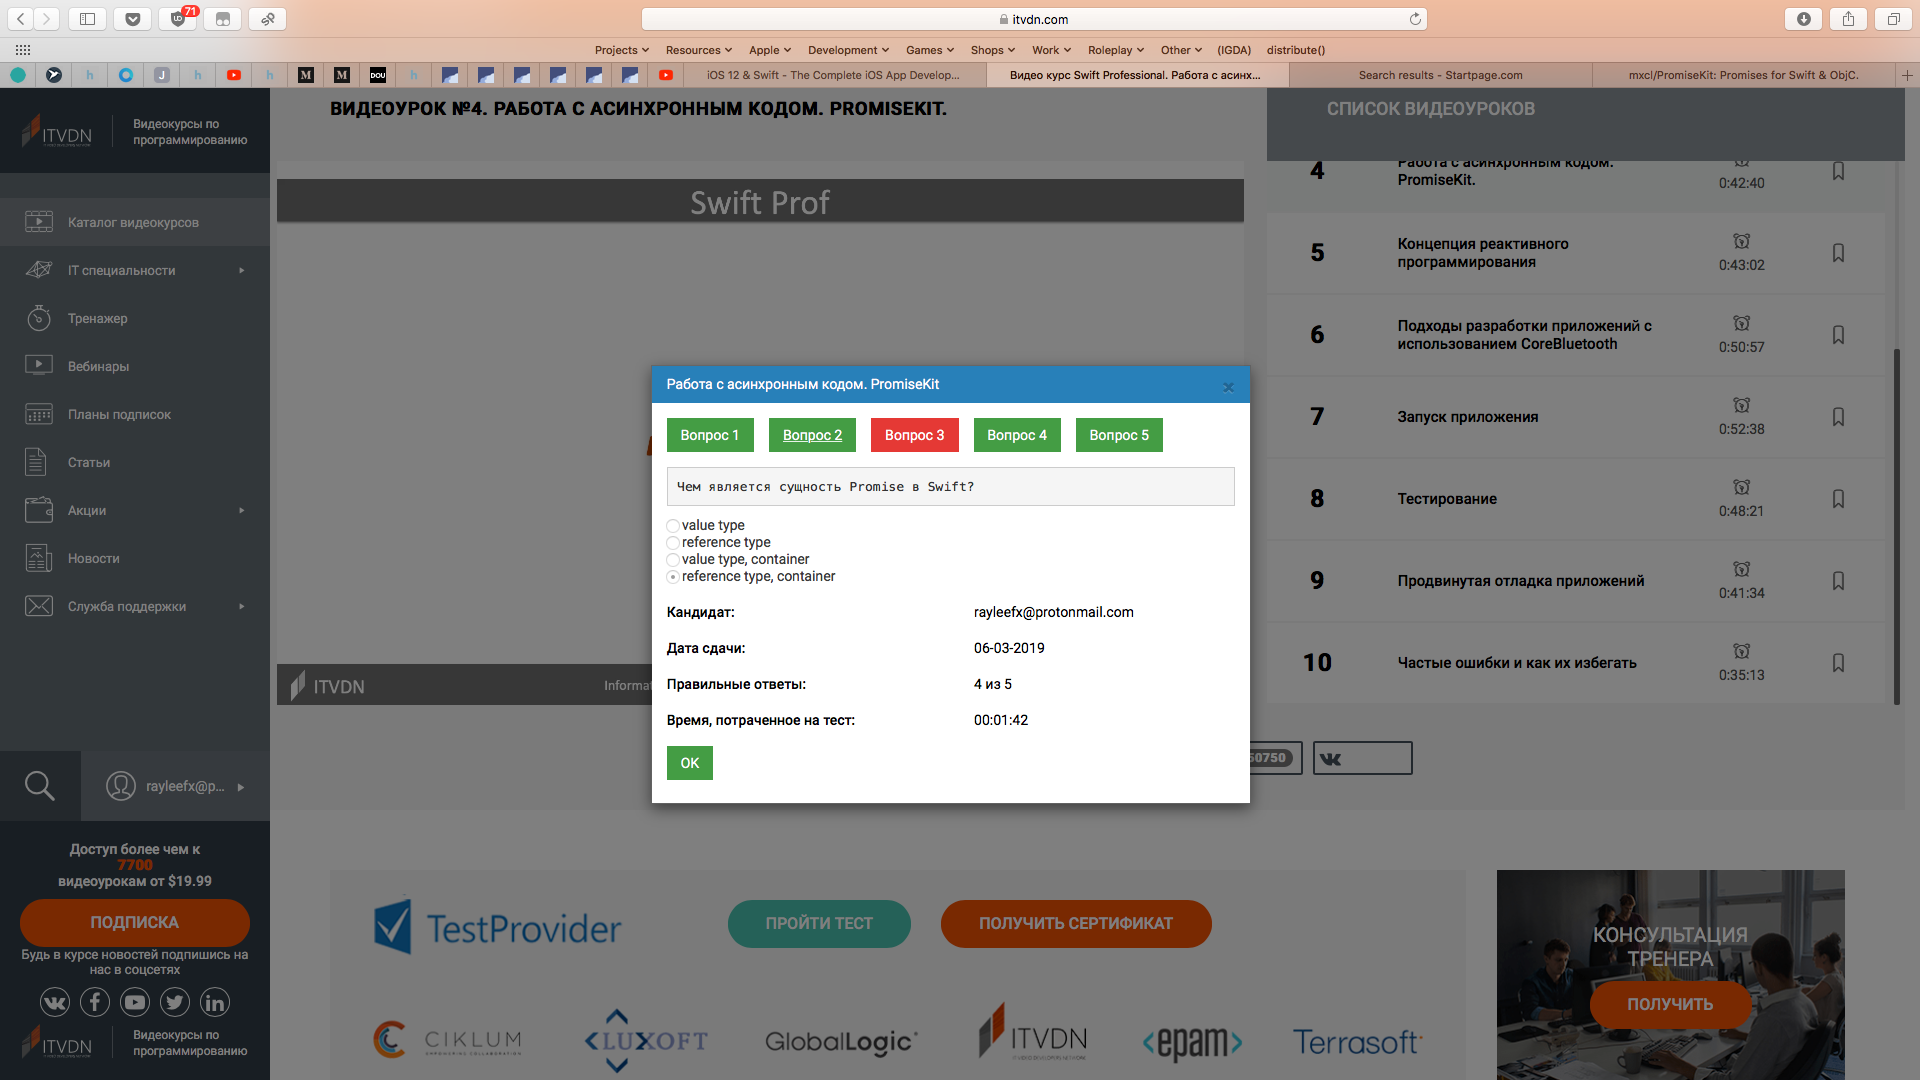 71
itvdn.com
Projects
Resources
Apple
Development
Games
Shops
Work
Roleplay
Other
(IGDA)
distribute()
h
J
h
h
M
M
DOU
h
iOS 12 & Swift - The Complete iOS App Develop...
Видео курс Swift Professional. Работа с асинх...
Search results - Startpage.com
mxcl/PromiseKit: Promises for Swift & ObjC.
ITVDN
Видеокурсы по
программированию
Каталог видеокурсов
IT специальности
Тренажер
Вебинары
Планы подписок
Статьи
Акции
Новости
Служба поддержки
rayleefx@p...
Доступ более чем к
7700
видеоурокам от $19.99
ПОДПИСКА
Будь в курсе новостей подпишись на
нас в соцсетях
ITVDN
Видеокурсы по
программированию
ВИДЕОУРОК №4. РАБОТА С АСИНХРОННЫМ КОДОМ. PROMISEKIT.
Swift Prof
ITVDN
Informat
Работа с асинхронным кодом. PromiseKit
×
Вопрос 1
Вопрос 2
Вопрос 3
Вопрос 4
Вопрос 5
Чем является сущность Promise в Swift?
value type
reference type
value type, container
reference type, container
Кандидат: rayleefx@protonmail.com
Дата сдачи: 06-03-2019
Правильные ответы: 4 из 5
Время, потраченное на тест: 00:01:42
OK
СПИСОК ВИДЕОУРОКОВ
4
Работа с асинхронным кодом.
PromiseKit.
0:42:40
5
Концепция реактивного
программирования
0:43:02
6
Подходы разработки приложений с
использованием CoreBluetooth
0:50:57
7
Запуск приложения
0:52:38
8
Тестирование
0:48:21
9
Продвинутая отладка приложений
0:41:34
10
Частые ошибки и как их избегать
0:35:13
50750
TestProvider
ПРОЙТИ ТЕСТ
ПОЛУЧИТЬ СЕРТИФИКАТ
CIKLUM
LUXOFT
GlobalLogic
ITVDN
<epam>
Terrasoft
КОНСУЛЬТАЦИЯ
ТРЕНЕРА
ПОЛУЧИТЬ